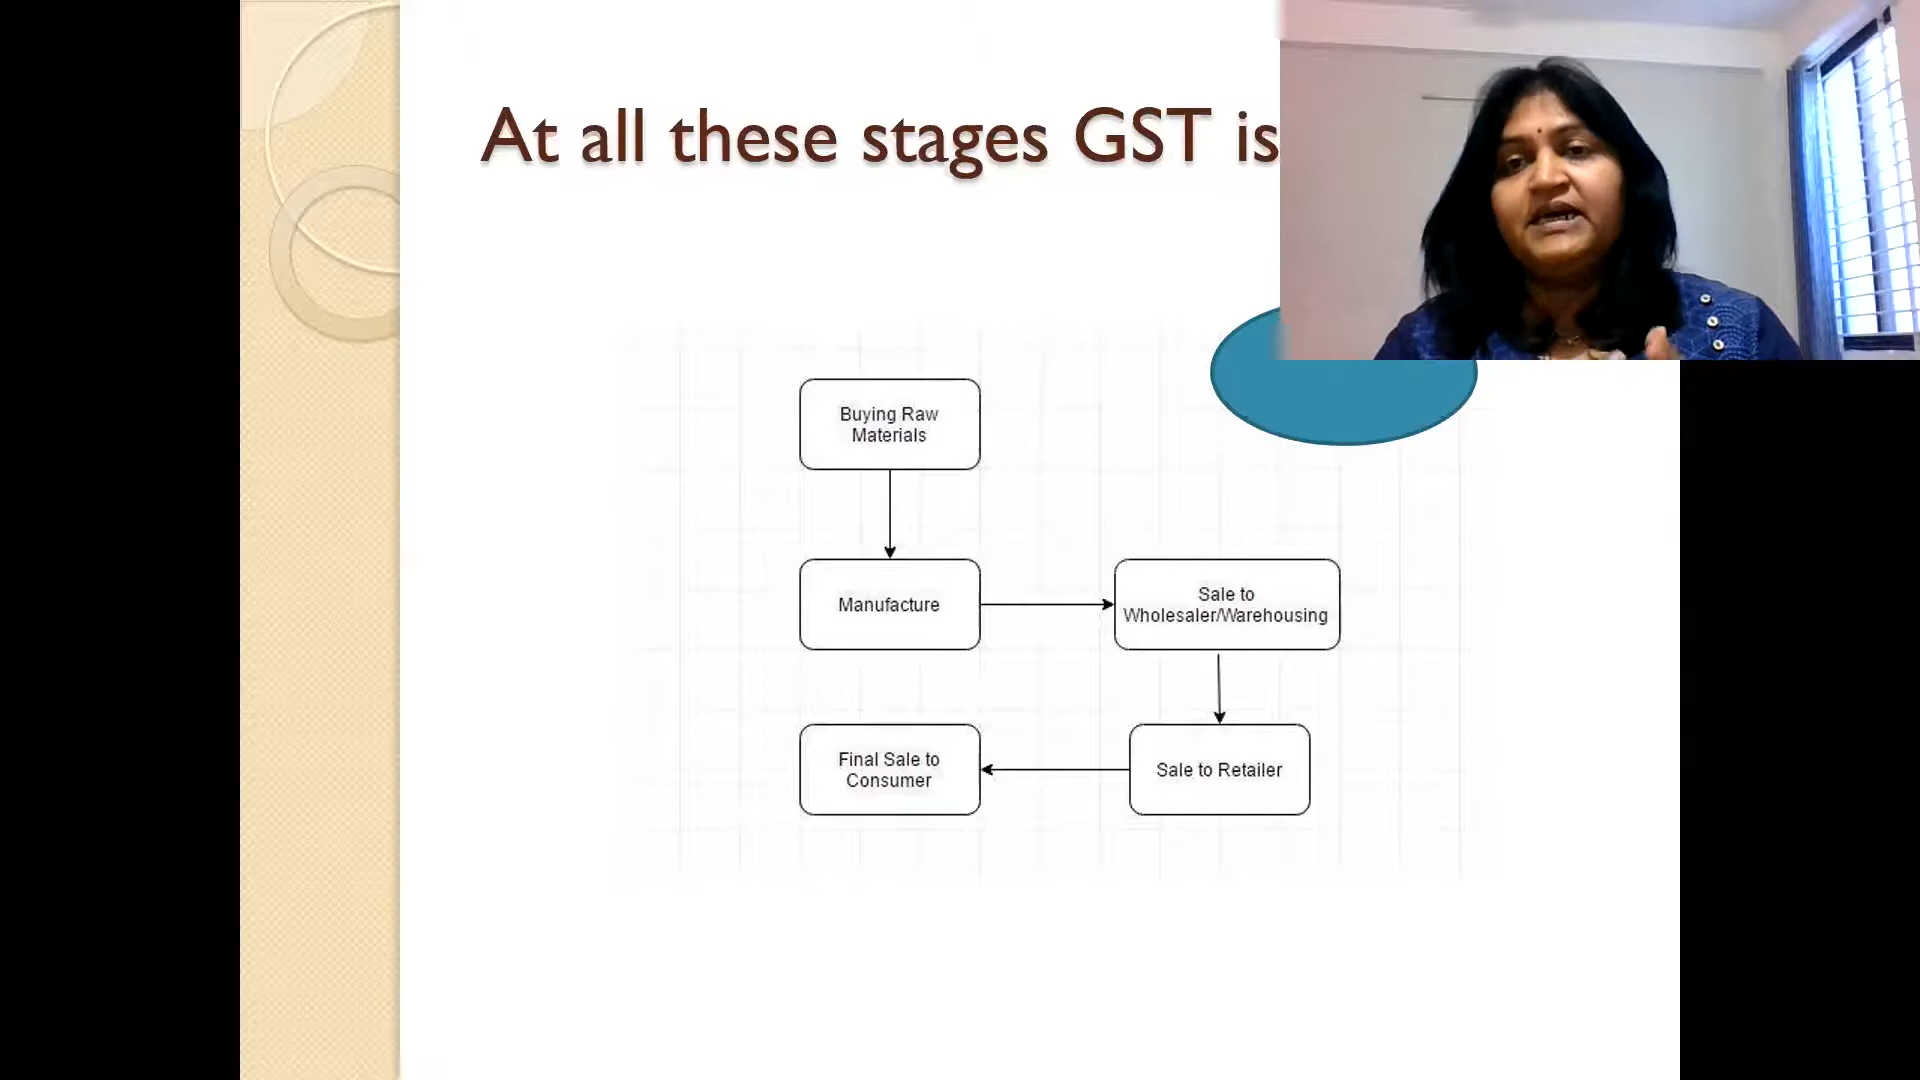 At all these stages GST is
Buying Raw
Materials
Manufacture
Sale to
Wholesaler/Warehousing
Final Sale to
Consumer
Sale to Retailer